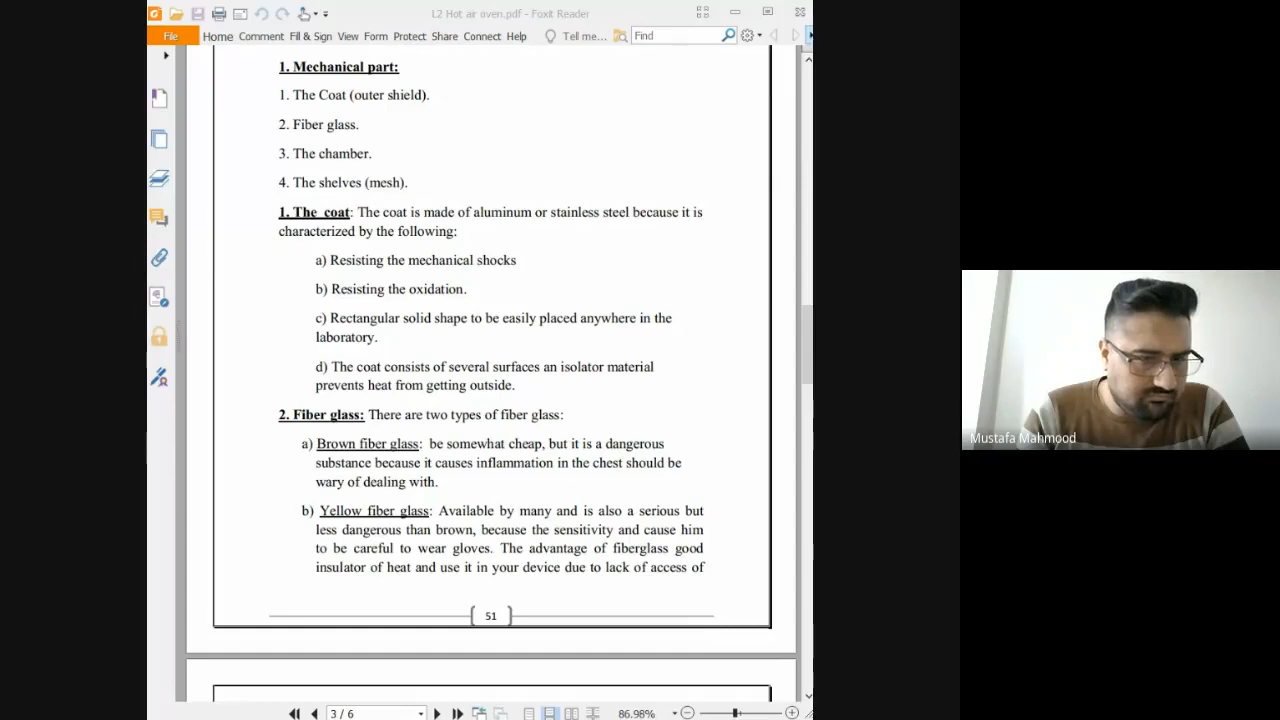 L2 Hot air oven.pdf - Foxit Reader
File Home Comment Fill & Sign View Form Protect Share Connect Help Tell me... Find
1. Mechanical part:
1. The Coat (outer shield).
2. Fiber glass.
3. The chamber.
4. The shelves (mesh).
1. The coat: The coat is made of aluminum or stainless steel because it is
characterized by the following:
a) Resisting the mechanical shocks
b) Resisting the oxidation.
c) Rectangular solid shape to be easily placed anywhere in the
laboratory.
d) The coat consists of several surfaces an isolator material
prevents heat from getting outside.
2. Fiber glass: There are two types of fiber glass:
a) Brown fiber glass: be somewhat cheap, but it is a dangerous
substance because it causes inflammation in the chest should be
wary of dealing with.
b) Yellow fiber glass: Available by many and is also a serious but
less dangerous than brown, because the sensitivity and cause him
to be careful to wear gloves. The advantage of fiberglass good
insulator of heat and use it in your device due to lack of access of
51
3 / 6
86.98%
Mustafa Mahmood